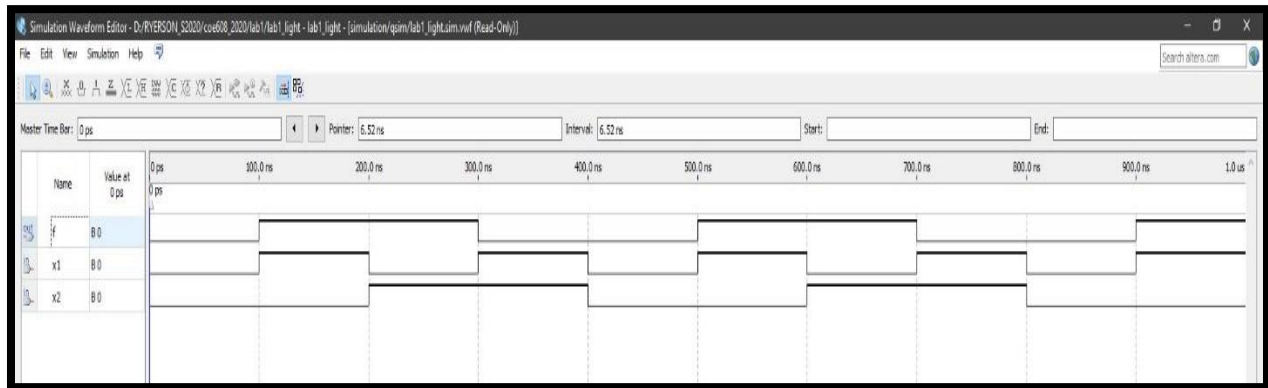 Simulation Waveform Editor - D:/RYERSON_S2020/coe608_2020/lab1/lab1_light - lab1_light - [simulation/qsim/lab1_light.sim.vwf (Read-Only)]
File Edit View Simulation Help
Search altera.com
Master Time Bar: 0 ps Pointer: 6.52 ns Interval: 6.52 ns Start: End:
Name Value at 0 ps
0 ps 100.0 ns 200.0 ns 300.0 ns 400.0 ns 500.0 ns 600.0 ns 700.0 ns 800.0 ns 900.0 ns 1.0 us
0 ps
f B 0
x1 B 0
x2 B 0